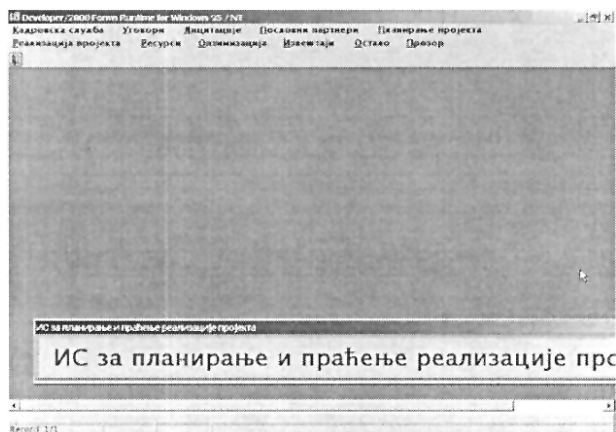 Developer/2000 Forms Runtime for Windows 95 / NT
Кадровска служба Уговори Лицитације Пословни партнери Планирање пројекта
Реализација пројекта Ресурси Оптимизација Извештаји Остало Прозор
ИС за планирање и праћење реализације пројекта
ИС за планирање и праћење реализације про
Record 1/1